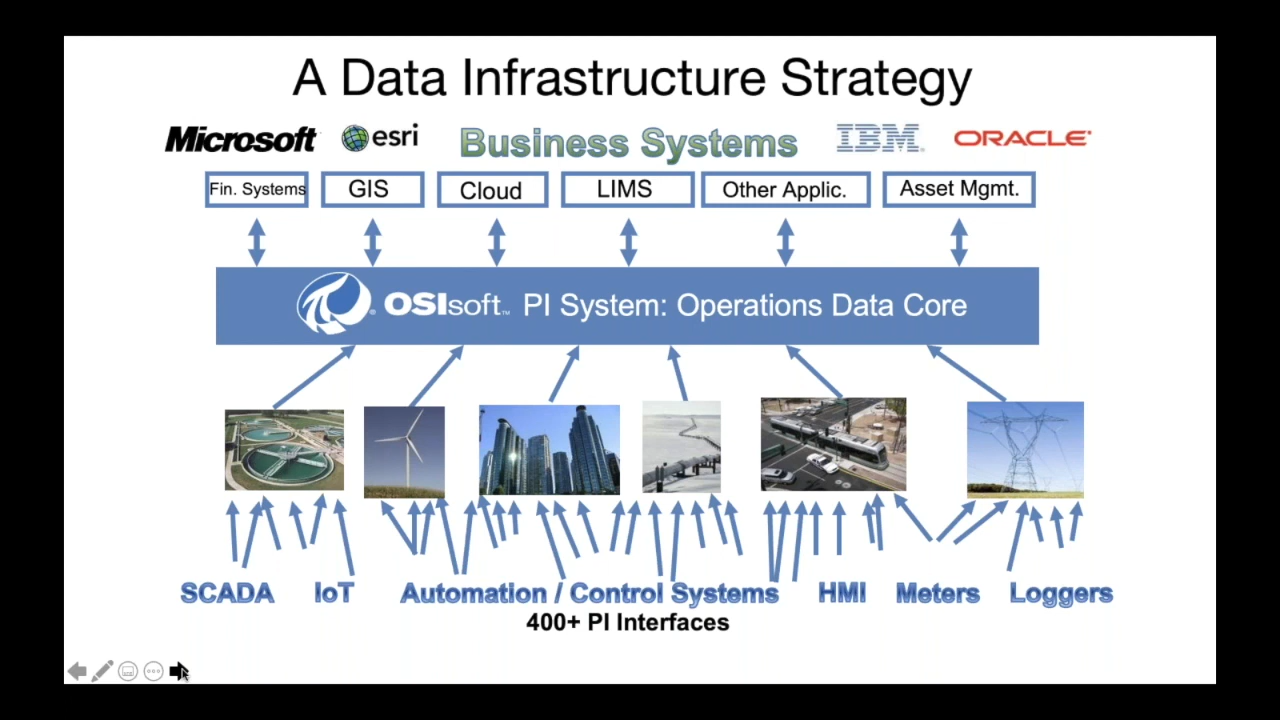 A Data Infrastructure Strategy
Microsoft esri Business Systems IBM ORACLE
Fin. Systems GIS Cloud LIMS Other Applic. Asset Mgmt.
OSIsoft™ PI System: Operations Data Core
SCADA IoT Automation / Control Systems HMI Meters Loggers
400+ PI Interfaces